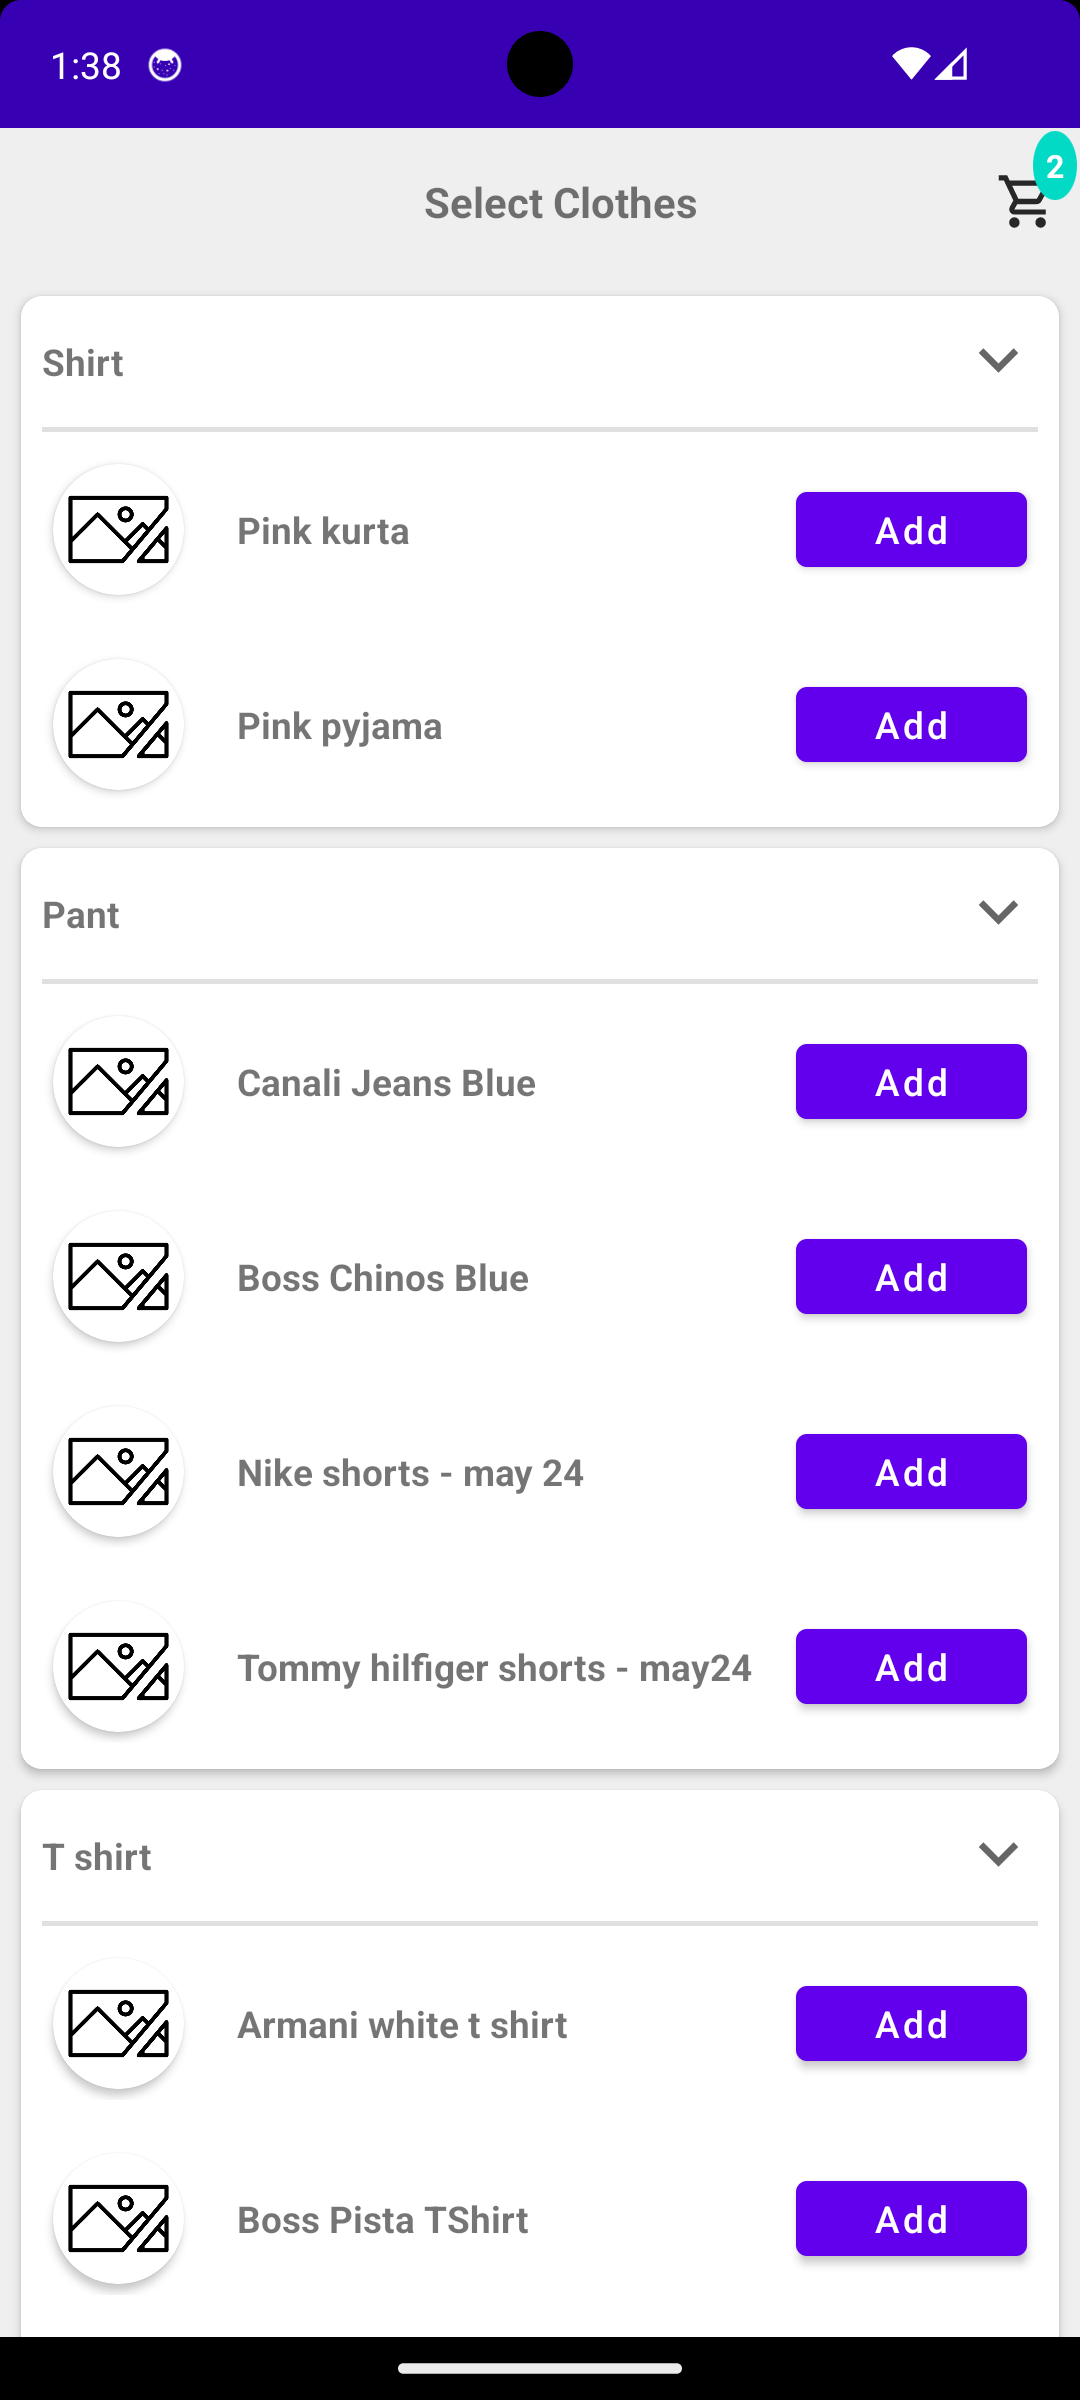 1:38
2
Select Clothes
Shirt
Pink kurta
Add
Pink pyjama
Add
Pant
Canali Jeans Blue
Add
Boss Chinos Blue
Add
Nike shorts - may 24
Add
Tommy hilfiger shorts - may24
Add
T shirt
Armani white t shirt
Add
Boss Pista TShirt
Add